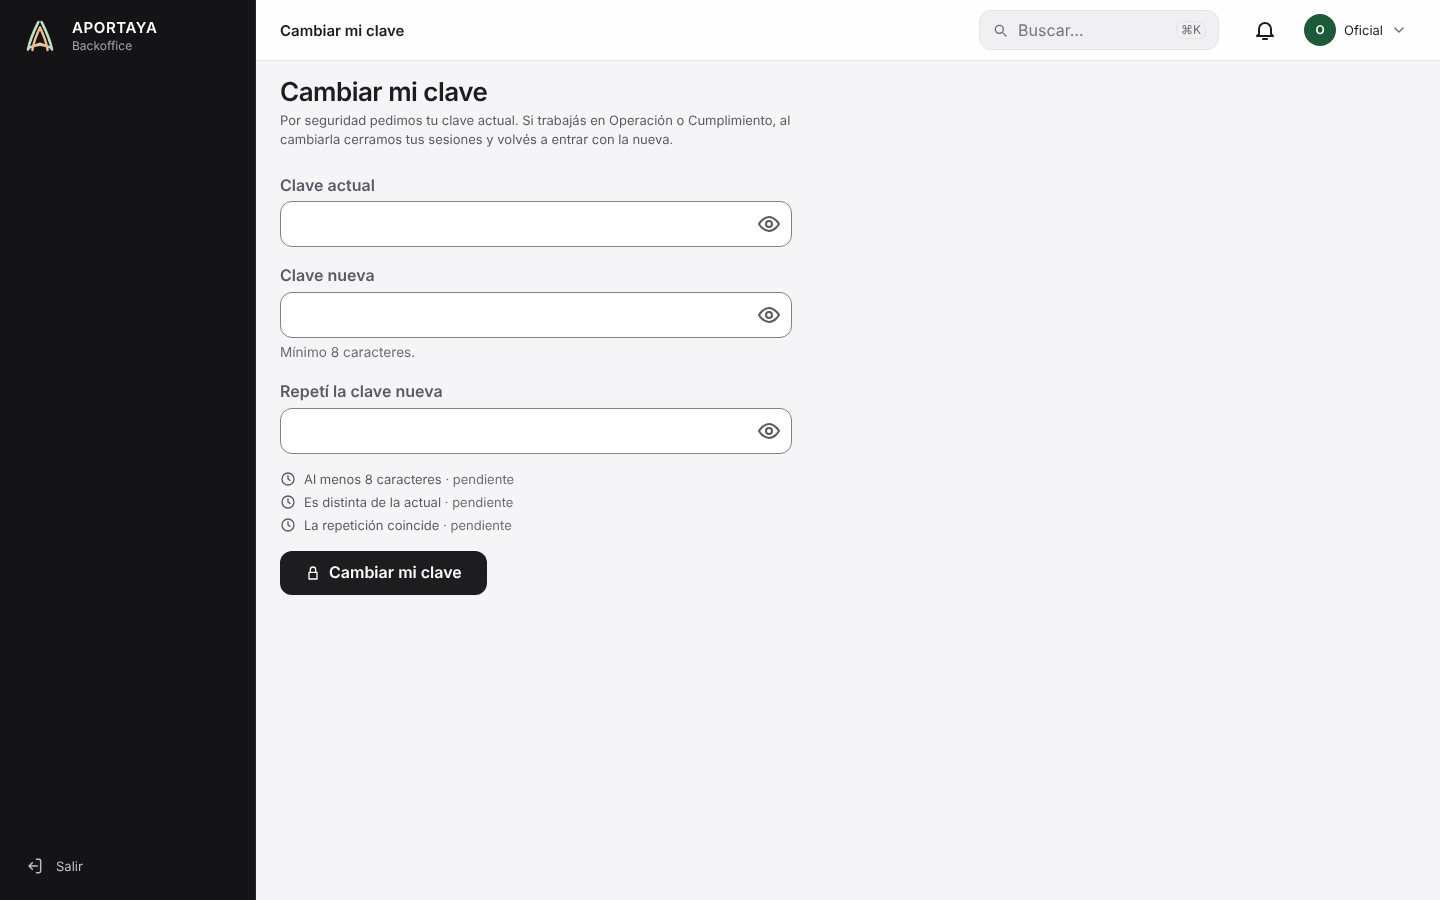 APORTAYA
Backoffice
Cambiar mi clave
Buscar...
⌘K
O
Oficial
Cambiar mi clave
Por seguridad pedimos tu clave actual. Si trabajás en Operación o Cumplimiento, al
cambiarla cerramos tus sesiones y volvés a entrar con la nueva.
Clave actual
Clave nueva
Mínimo 8 caracteres.
Repetí la clave nueva
Al menos 8 caracteres · pendiente
Es distinta de la actual · pendiente
La repetición coincide · pendiente
Cambiar mi clave
Salir